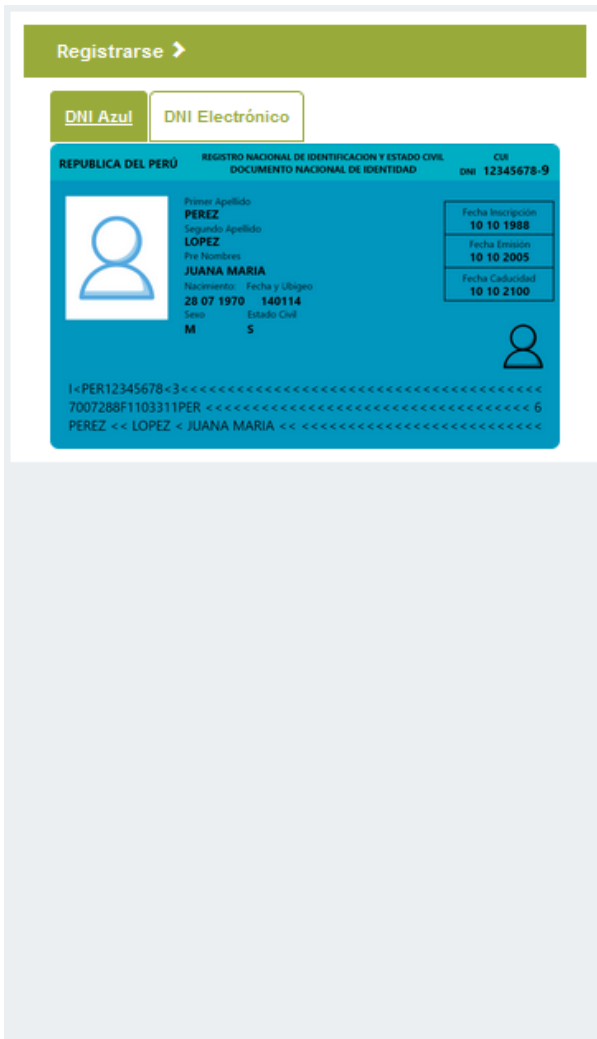 Registrarse
DNI Azul DNI Electrónico
REPUBLICA DEL PERÚ
REGISTRO NACIONAL DE IDENTIFICACION Y ESTADO CIVIL
DOCUMENTO NACIONAL DE IDENTIDAD
CUI
DNI 12345678-9
Primer Apellido
PEREZ
Segundo Apellido
LOPEZ
Pre Nombres
JUANA MARIA
Nacimiento: Fecha y Ubigeo
28 07 1970 140114
Sexo Estado Civil
M S
Fecha Inscripción
10 10 1988
Fecha Emisión
10 10 2005
Fecha Caducidad
10 10 2100
I<PER12345678<3<<<<<<<<<<<<<<<<<<<<<<<<<<<<<<<<
7007288F1103311PER <<<<<<<<<<<<<<<<<<<<<<<<<<<< 6
PEREZ << LOPEZ < JUANA MARIA << <<<<<<<<<<<<<<<<<<<<<